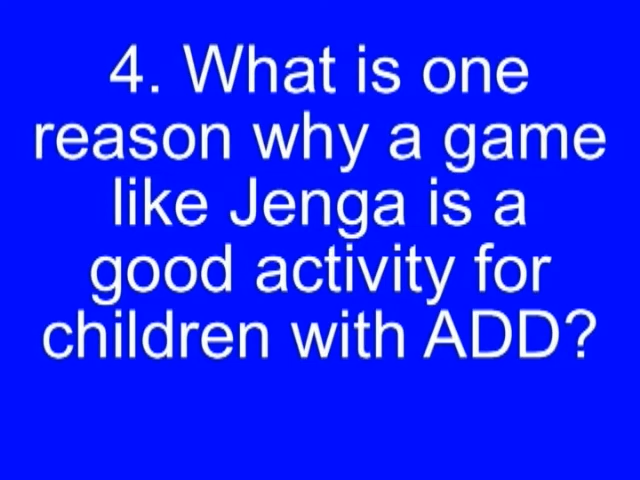 4. What is one
reason why a game
like Jenga is a
good activity for
children with ADD?